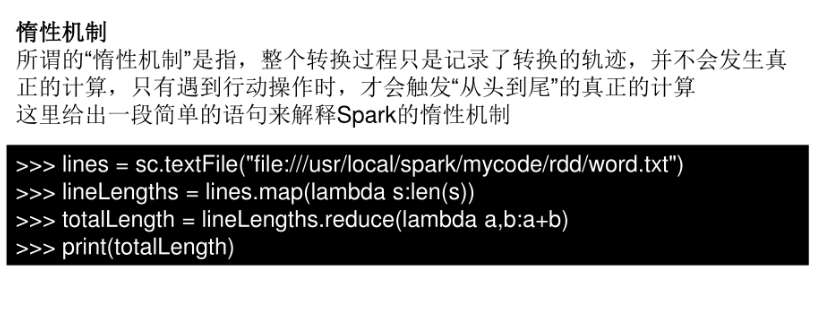 惰性机制
所谓的“惰性机制”是指，整个转换过程只是记录了转换的轨迹，并不会发生真
正的计算，只有遇到行动操作时，才会触发“从头到尾”的真正的计算
这里给出一段简单的语句来解释Spark的惰性机制
>>> lines = sc.textFile("file:///usr/local/spark/mycode/rdd/word.txt")
>>> lineLengths = lines.map(lambda s:len(s))
>>> totalLength = lineLengths.reduce(lambda a,b:a+b)
>>> print(totalLength)